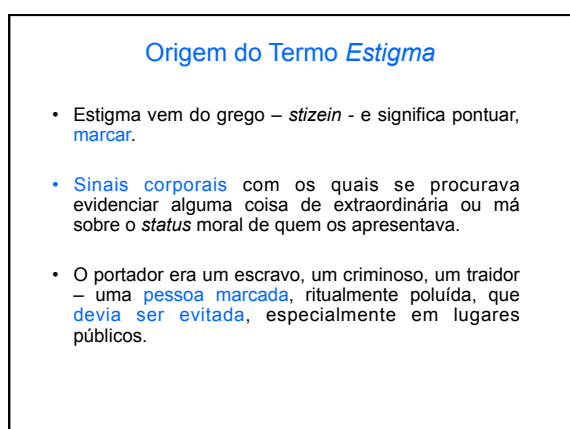 Origem do Termo Estigma
• Estigma vem do grego – stizein - e significa pontuar,
marcar.
• Sinais corporais com os quais se procurava
evidenciar alguma coisa de extraordinária ou má
sobre o status moral de quem os apresentava.
• O portador era um escravo, um criminoso, um traidor
– uma pessoa marcada, ritualmente poluída, que
devia ser evitada, especialmente em lugares
públicos.